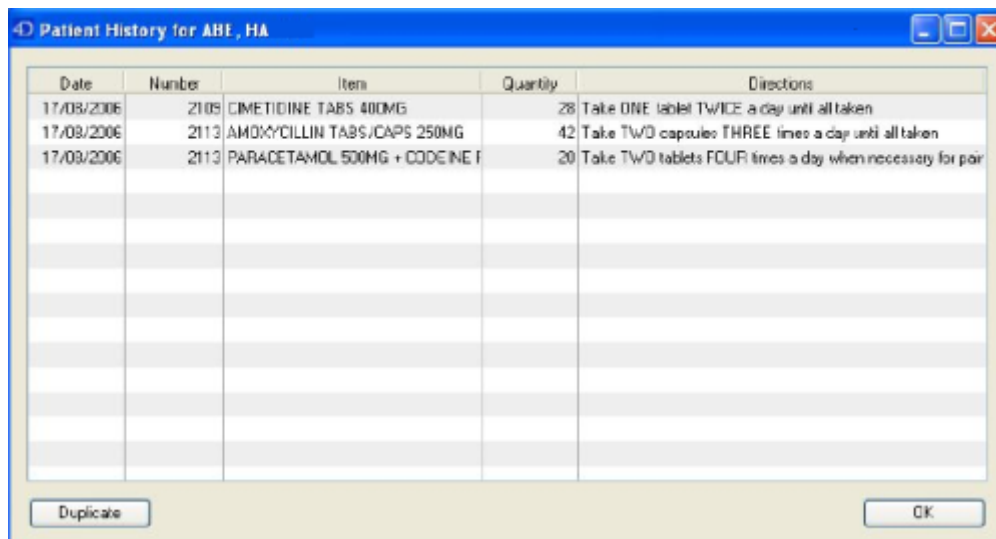 4D Patient History for ABE, HA
Date Number Item Quantity Directions
17/08/2006 2109 CIMETIDINE TABS 400MG 28 Take ONE tablet TWICE a day until all taken
17/08/2006 2113 AMOXYCILLIN TABS/CAPS 250MG 42 Take TWO capsules THREE times a day until all taken
17/08/2006 2113 PARACETAMOL 500MG + CODEINE 20 Take TWO tablets FOUR times a day when necessary for
Duplicate OK